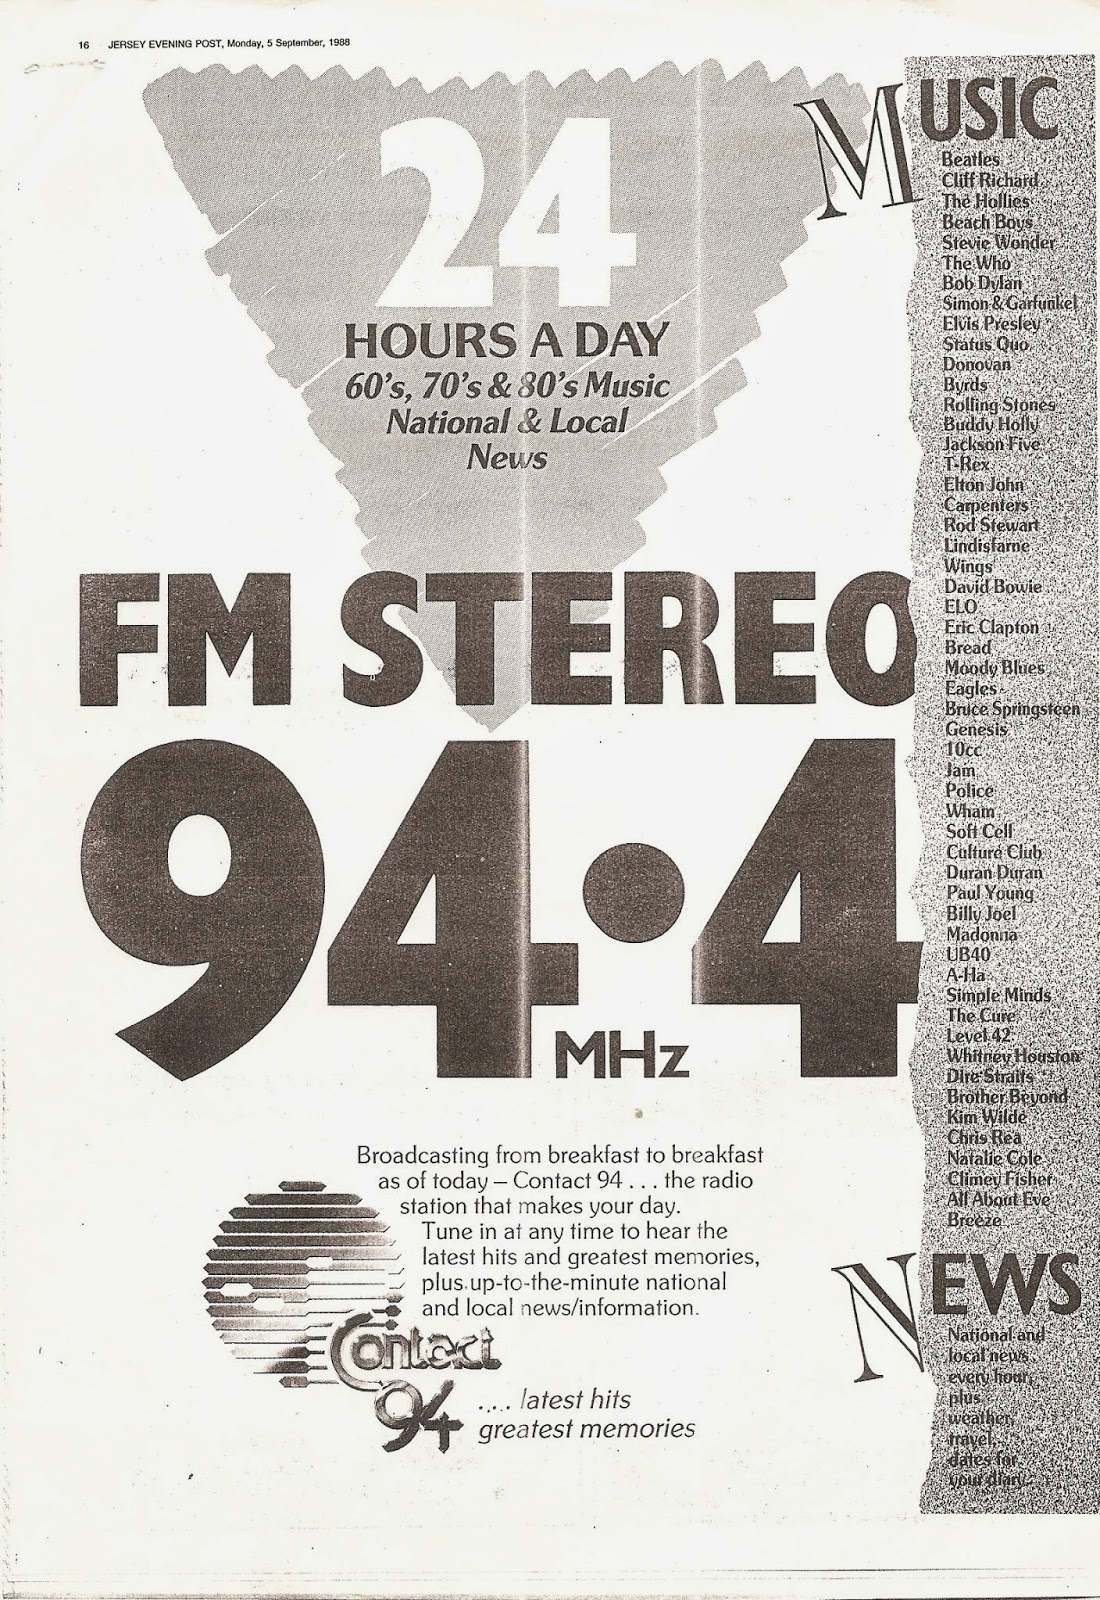 16 JERSEY EVENING POST, Monday, 5 September, 1988
24
HOURS A DAY
60's, 70's & 80's Music
National & Local
News
FM STEREO
94·4
MHz
Broadcasting from breakfast to breakfast
as of today – Contact 94 . . . the radio
station that makes your day.
Tune in at any time to hear the
latest hits and greatest memories,
plus up-to-the-minute national
and local news/information.
Contact
94
.... latest hits
greatest memories
MUSIC
Beatles
Cliff Richard
The Hollies
Beach Boys
Stevie Wonder
The Who
Bob Dylan
Simon & Garfunkel
Elvis Presley
Status Quo
Donovan
Byrds
Rolling Stones
Buddy Holly
Jackson Five
T-Rex
Elton John
Carpenters
Rod Stewart
Lindisfarne
Wings
David Bowie
ELO
Eric Clapton
Bread
Moody Blues
Eagles
Bruce Springsteen
Genesis
10cc
Jam
Police
Wham
Soft Cell
Culture Club
Duran Duran
Paul Young
Billy Joel
Madonna
UB40
A-Ha
Simple Minds
The Cure
Level 42
Whitney Houston
Dire Straits
Brother Beyond
Kim Wilde
Chris Rea
Natalie Cole
Climey Fisher
All About Eve
Breeze
NEWS
National and
local news
every hour,
plus
weather,
travel,
dates for
your diary